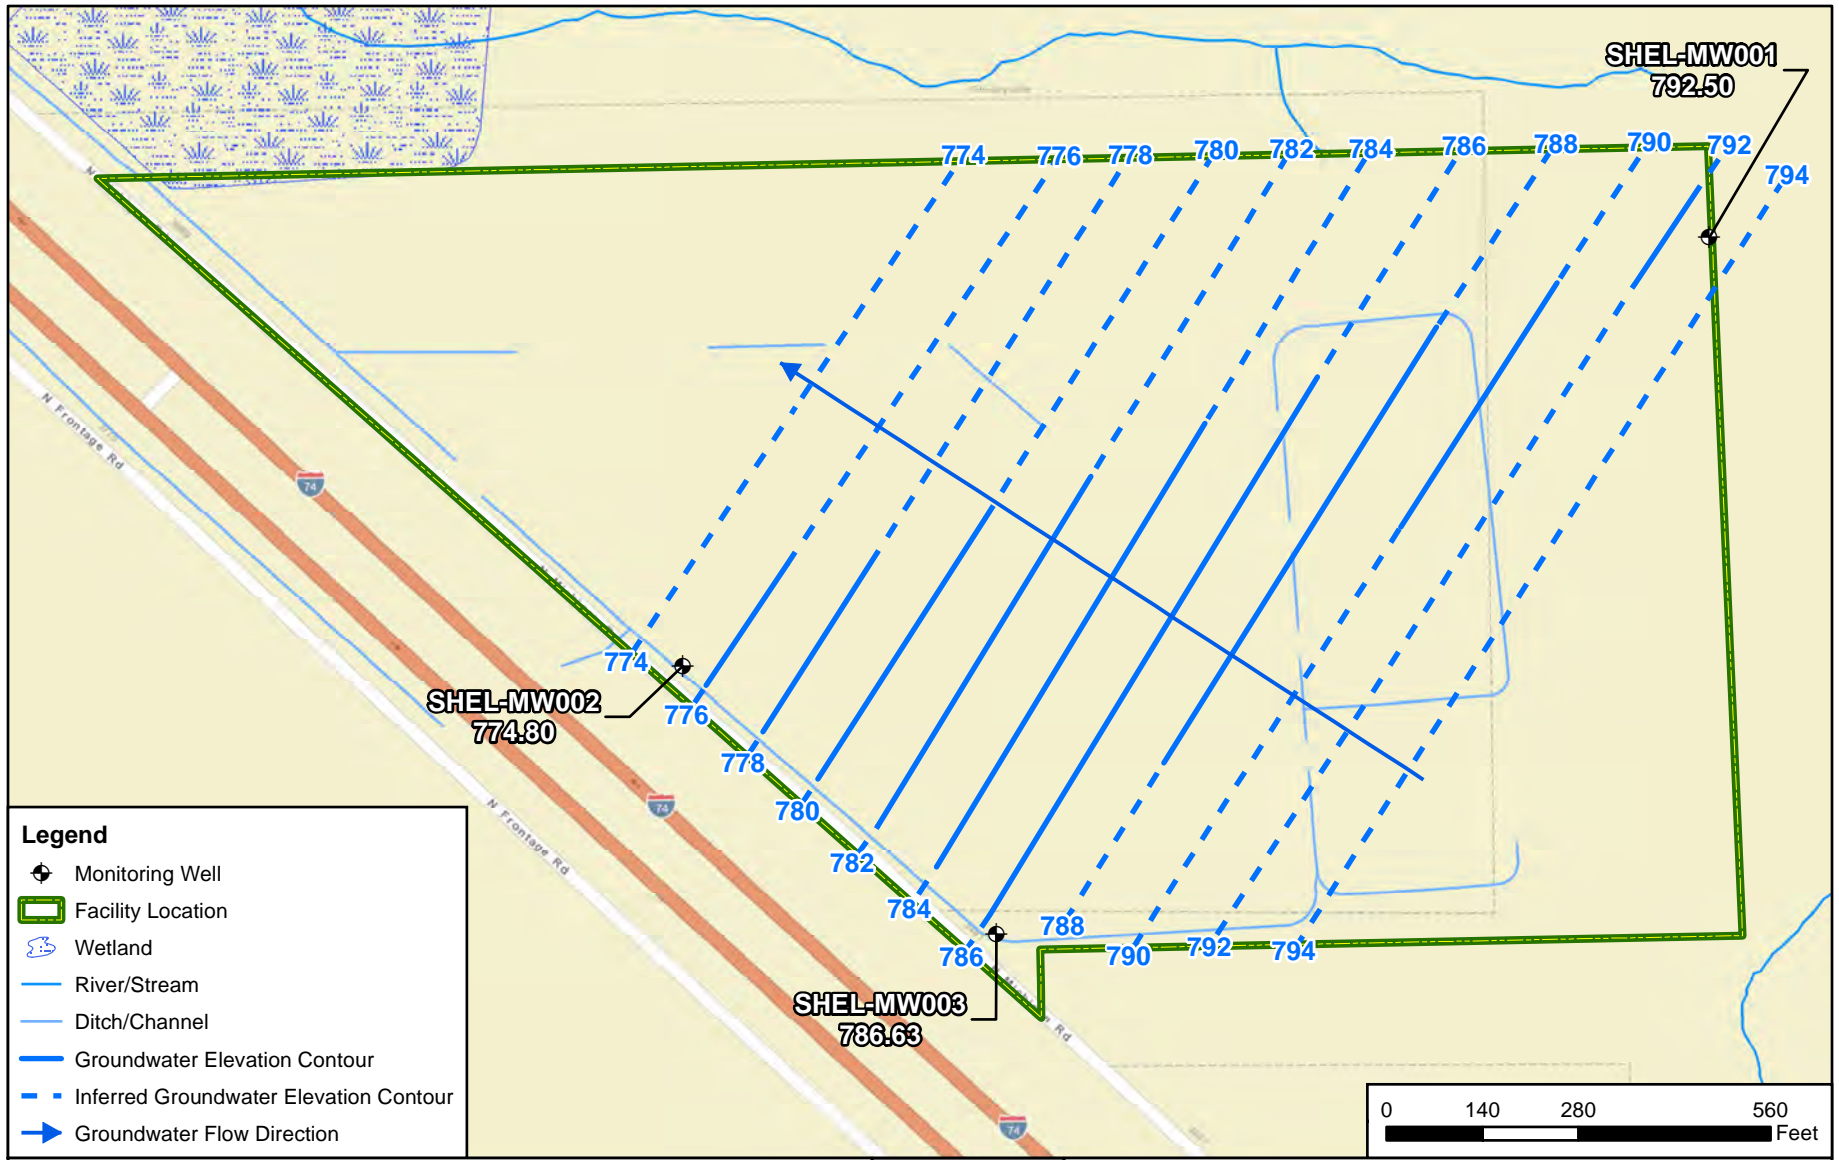 SHEL-MW001
792.50
774
776
778
780
782
784
786
788
790
792
794
N Frontage Rd
74
774
SHEL-MW002
774.80
776
778
780
782
784
786
788
790
792
794
74
N Frontage Rd
SHEL-MW003
786.63
Rd
74
Legend
Monitoring Well
Facility Location
Wetland
River/Stream
Ditch/Channel
Groundwater Elevation Contour
Inferred Groundwater Elevation Contour
Groundwater Flow Direction
0 140 280 560
Feet